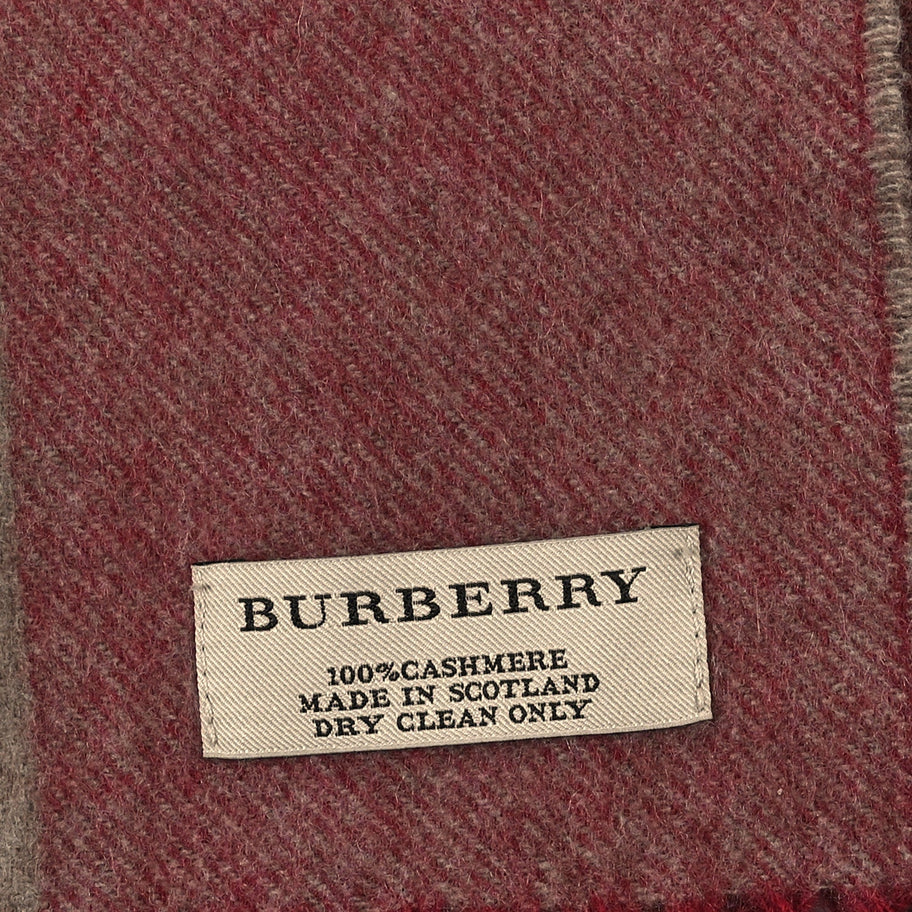 BURBERRY
100%CASHMERE
MADE IN SCOTLAND
DRY CLEAN ONLY